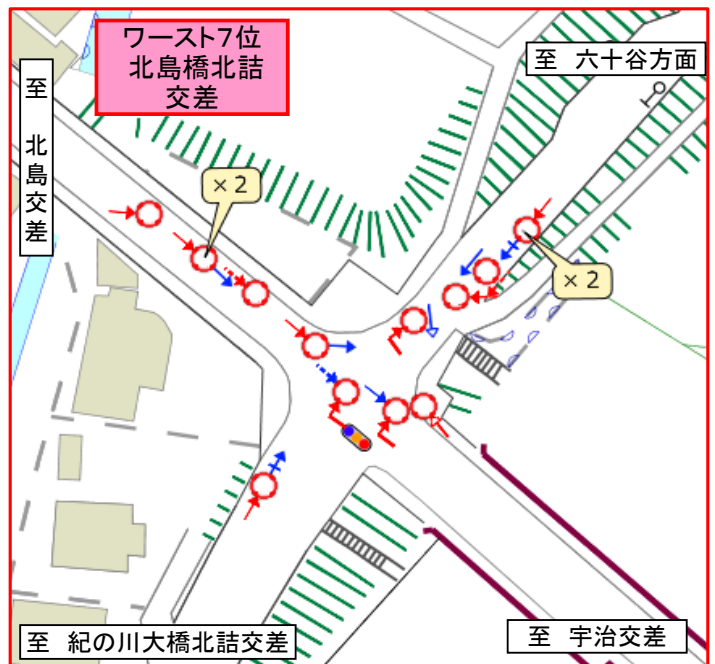 ワースト7位
北島橋北詰
交差
至 六十谷方面
至 北島交差
×2
×2
至 紀の川大橋北詰交差
至 宇治交差